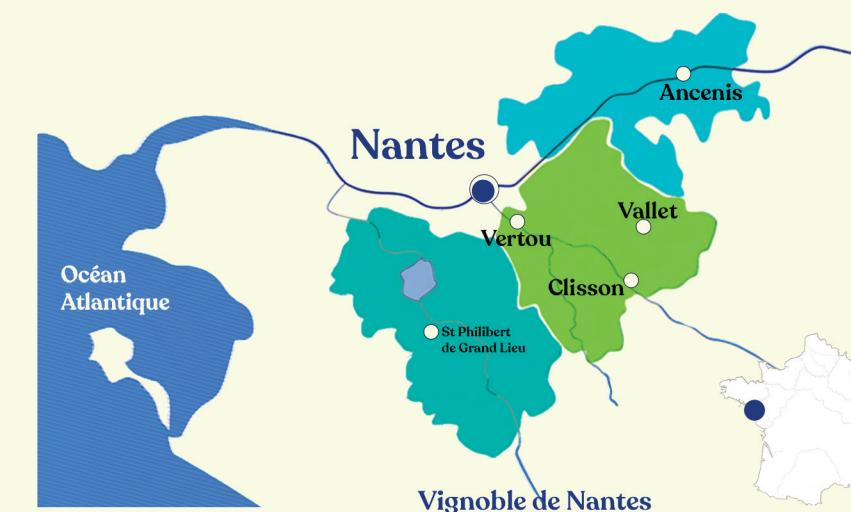 Ancenis
Nantes
Vallet
Vertou
Océan
Atlantique
Clisson
St Philibert
de Grand Lieu
Vignoble de Nantes